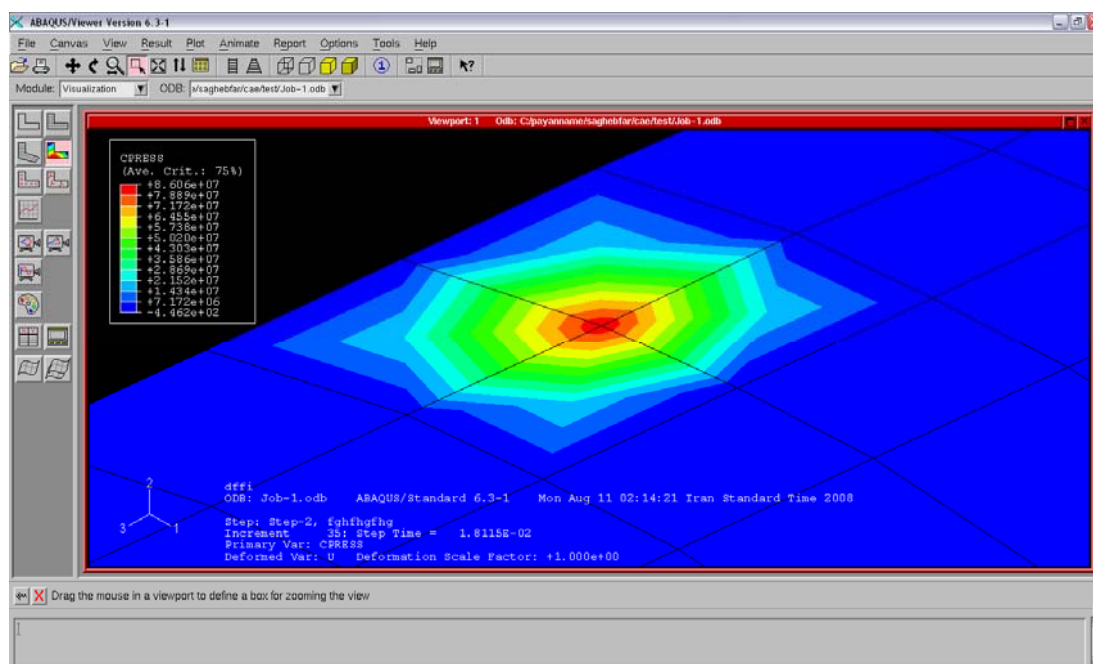 ABAQUS/Viewer Version 6.3-1
File Canvas View Result Plot Animate Report Options Tools Help
Module: Visualization ODB: a/saghebfar/cae/test/Job-1.odb
Viewport: 1 Odb: C:/payanname/saghebfar/cae/test/Job-1.odb
CPRESS
(Ave. Crit.: 75%)
+8.606e+07
+7.889e+07
+7.172e+07
+6.455e+07
+5.738e+07
+5.020e+07
+4.303e+07
+3.586e+07
+2.869e+07
+2.152e+07
+1.434e+07
+7.172e+06
-4.462e+02
2
3
1
dffi
ODB: Job-1.odb ABAQUS/Standard 6.3-1 Mon Aug 11 02:14:21 Iran Standard Time 2008
Step: Step-2, fghfhgfhg
Increment 35: Step Time = 1.8115E-02
Primary Var: CPRESS
Deformed Var: U Deformation Scale Factor: +1.000e+00
Drag the mouse in a viewport to define a box for zooming the view